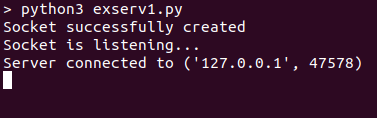 > python3 exserv1.py
Socket successfully created
Socket is listening...
Server connected to ('127.0.0.1', 47578)